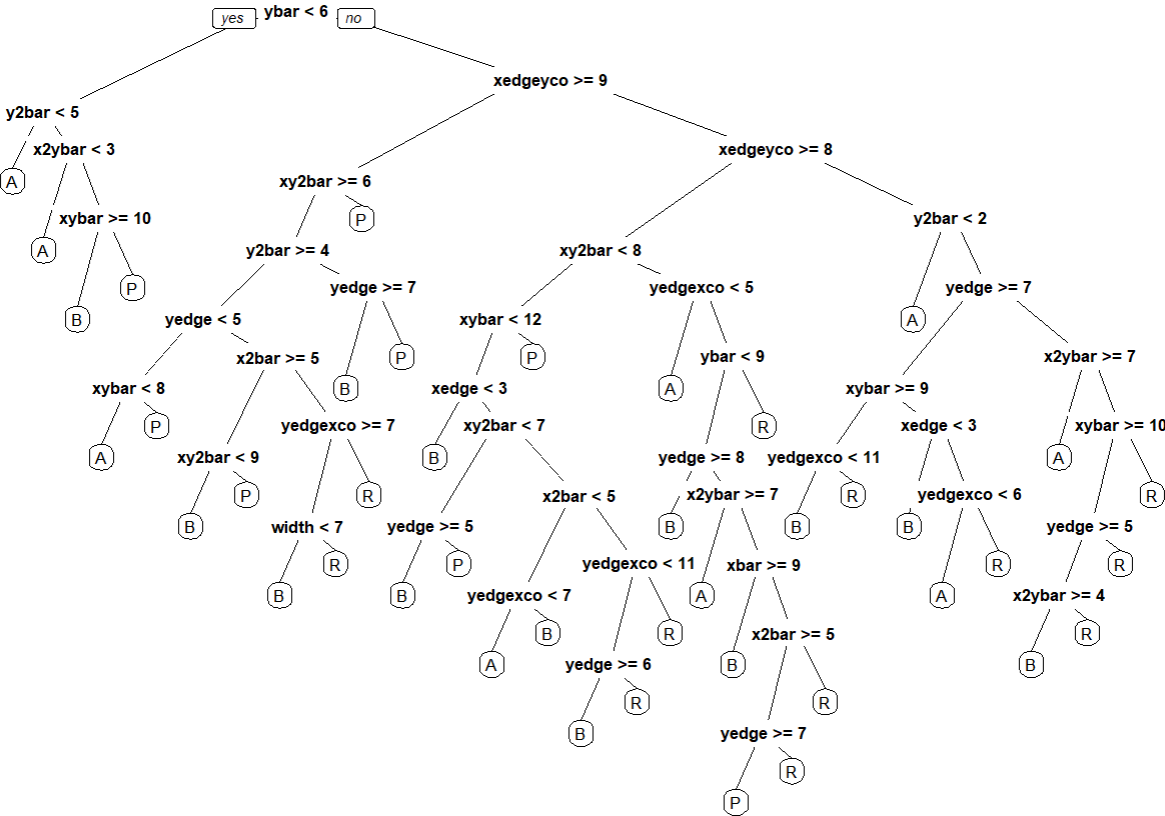 yes ybar < 6 no
xedgeyco >= 9
y2bar < 5
x2ybar < 3 xedgeyco >= 8
A xy2bar >= 6
xybar >= 10 P y2bar < 2
A y2bar >= 4 xy2bar < 8
P yedge >= 7 yedgexco < 5 yedge >= 7
B yedge < 5 xybar < 12 A
x2bar >= 5 P P ybar < 9 x2ybar >= 7
xybar < 8 B xedge < 3 A xybar >= 9
P yedgexco >= 7 xy2bar < 7 R xedge < 3 xybar >= 10
A xy2bar < 9 B yedge >= 8 yedgexco < 11 A
P R x2bar < 5 x2ybar >= 7 R yedgexco < 6 R
B width < 7 yedge >= 5 B B B yedge >= 5
R P yedgexco < 11 xbar >= 9 R R
B B yedgexco < 7 A A x2ybar >= 4
B R x2bar >= 5 R
A yedge >= 6 B B
R R
B yedge >= 7
R
P